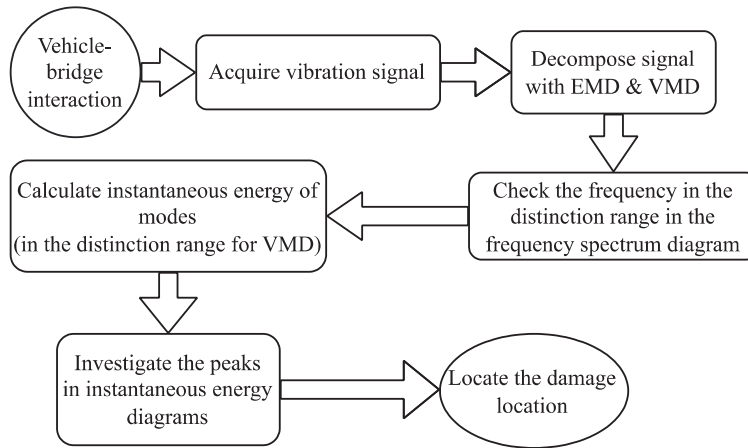 Vehicle-
bridge
interaction
Acquire vibration signal
Decompose signal
with EMD & VMD
Check the frequency in the
distinction range in the
frequency spectrum diagram
Calculate instantaneous energy of
modes
(in the distinction range for VMD)
Investigate the peaks
in instantaneous energy
diagrams
Locate the damage
location